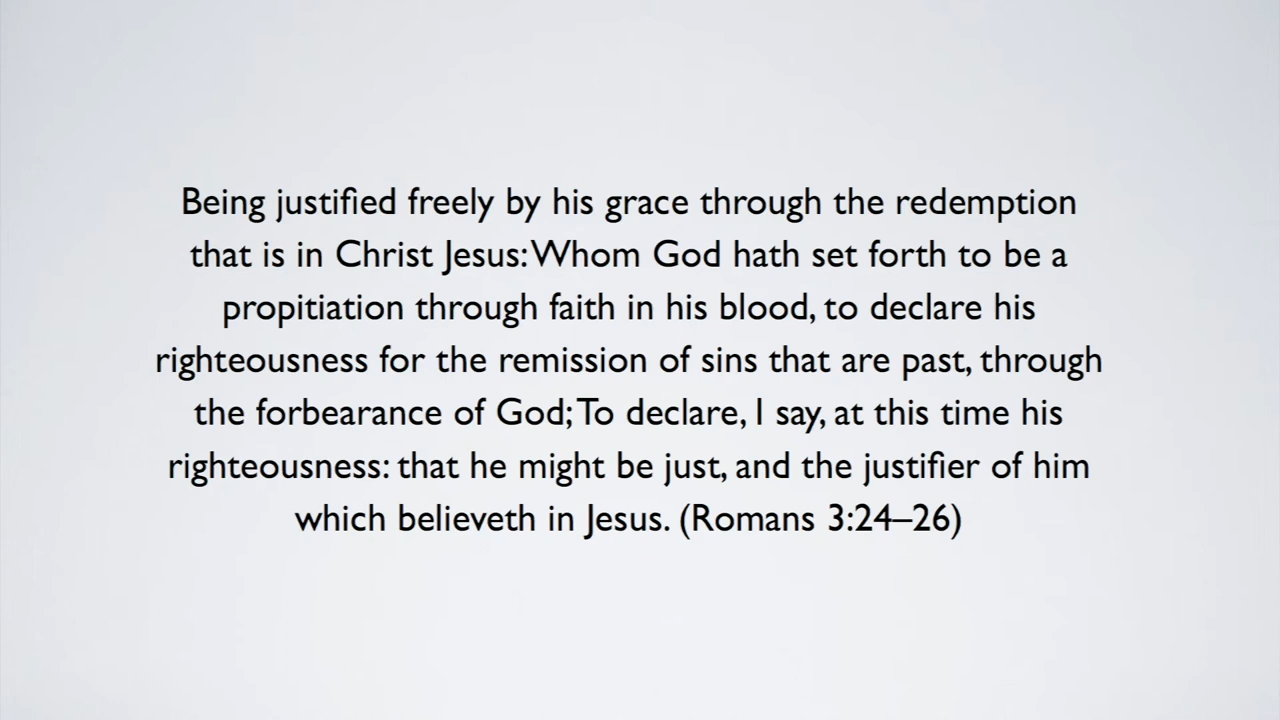 Being justified freely by his grace through the redemption
that is in Christ Jesus: Whom God hath set forth to be a
propitiation through faith in his blood, to declare his
righteousness for the remission of sins that are past, through
the forbearance of God; To declare, I say, at this time his
righteousness: that he might be just, and the justifier of him
which believeth in Jesus. (Romans 3:24–26)